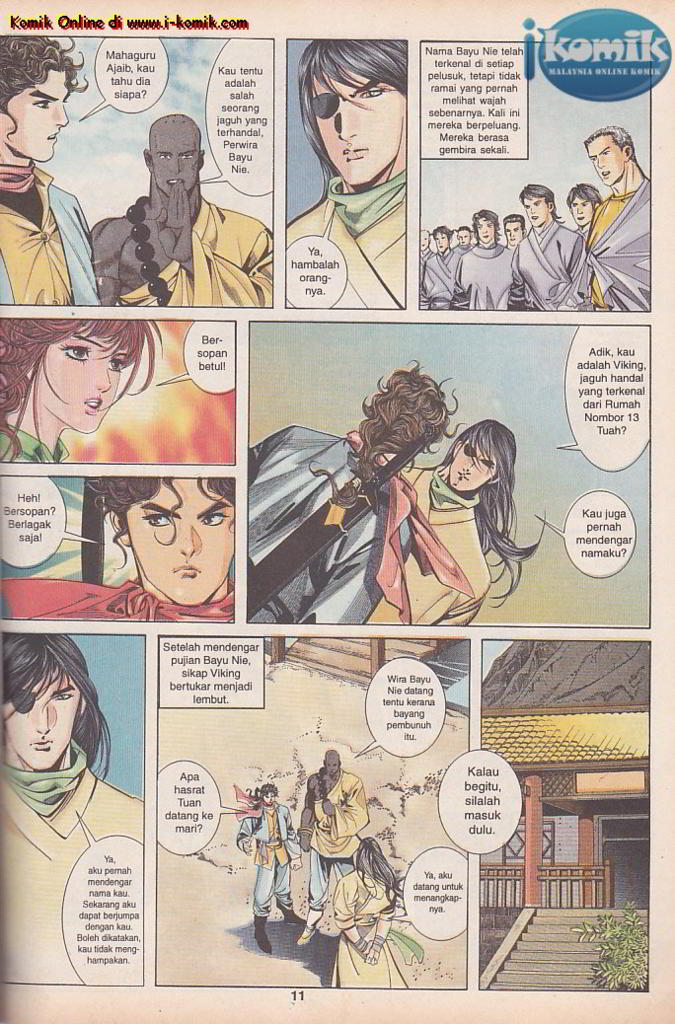 Komik Online di www.i-komik.com
ikomik
MALAYSIA ONLINE KOMIK
Mahaguru
Ajaib, kau
tahu dia
siapa?
Kau tentu
adalah
salah
seorang
jaguh yang
terhandal,
Perwira
Bayu
Nie.
Ya,
hambalah
orang-
nya.
Nama Bayu Nie telah
terkenal di setiap
pelusuk, tetapi tidak
ramai yang pernah
melihat wajah
sebenarnya. Kali ini
mereka berpeluang.
Mereka berasa
gembira sekali.
Ber-
sopan
betul!
Adik, kau
adalah Viking,
jaguh handal
yang terkenal
dari Rumah
Nombor 13
Tuah?
Kau juga
pernah
mendengar
namaku?
Heh!
Bersopan?
Berlagak
saja!
Ya,
aku pernah
mendengar
nama kau.
Sekarang aku
dapat berjumpa
dengan kau.
Boleh dikatakan,
kau tidak meng-
hampakan.
Setelah mendengar
pujian Bayu Nie,
sikap Viking
bertukar menjadi
lembut.
Wira Bayu
Nie datang
tentu kerana
bayang
pembunuh
itu.
Apa
hasrat
Tuan
datang ke
mari?
Ya, aku
datang untuk
menangkap-
nya.
Kalau
begitu,
silalah
masuk
dulu.
11